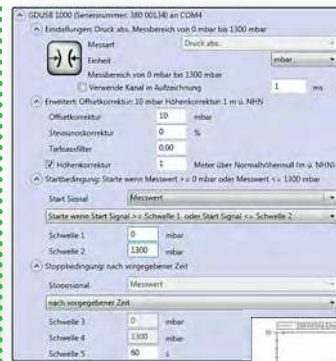 GDUSB 1000 (Seriennummer: 380 00134) an COM4
Einstellungen: Druck abs. Messbereich von 0 mbar bis 1300 mbar
Messart Druck abs.
Einheit mbar
Messbereich von 0 mbar bis 1300 mbar
Verwende Kanal in Aufzeichnung 1 ms
Erweitert: Offsetkorrektur: 10 mbar Höhenkorrektur: 1 m ü. NHN
Offsetkorrektur 10 mbar
Steigungskorrektur 0 %
Tiefpassfilter 0,00
Höhenkorrektur 1 Meter über Normalhöhennull (m ü. NHN)
Startbedingung: Starte wenn Messwert >= 0 mbar oder Messwert <= 1300 mbar
Start Signal Messwert
Starte wenn Start Signal >= Schwelle 1 oder Start Signal <= Schwelle 2
Schwelle 1 0 mbar
Schwelle 2 1300 mbar
Stoppbedingung: nach vorgegebener Zeit
Stoppsignal Messwert
nach vorgegebener Zeit
Schwelle 3 0 mbar
Schwelle 4 1300 mbar
Schwelle 5 60 s